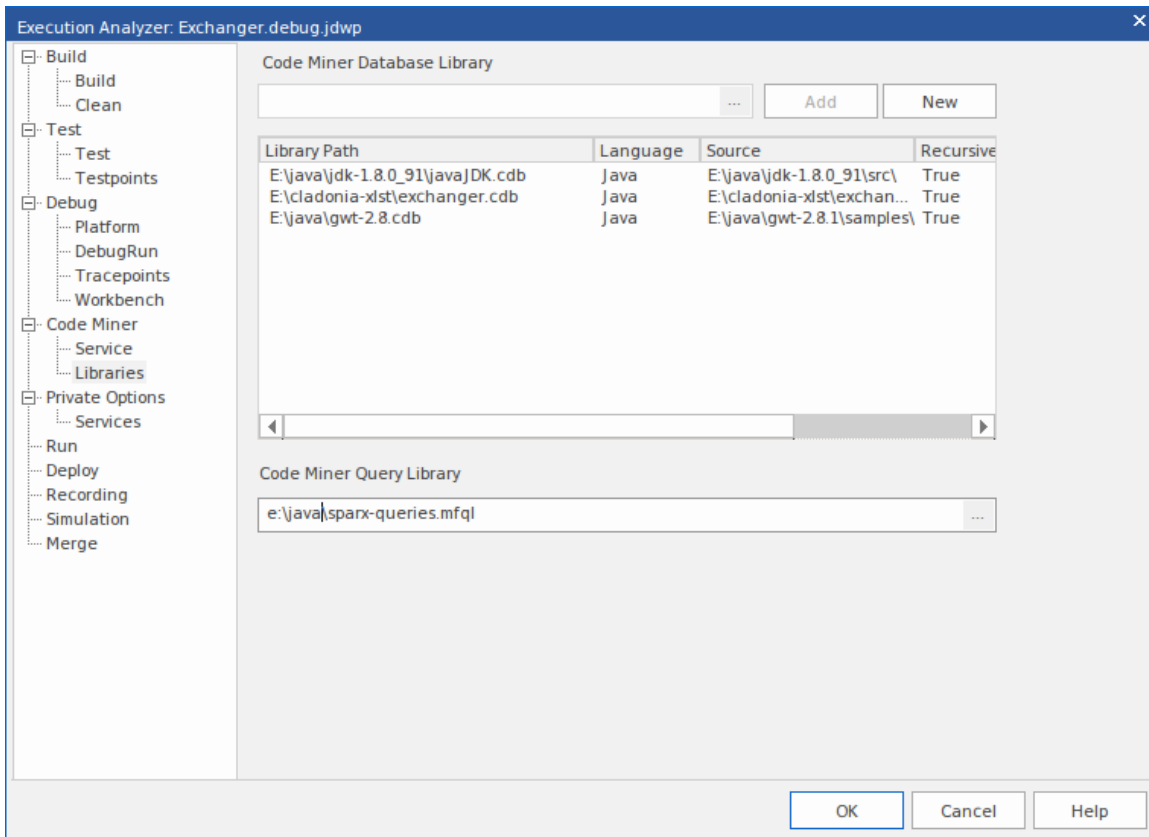 Execution Analyzer: Exchanger.debug.jdwp
Build
Build
Clean
Test
Test
Testpoints
Debug
Platform
DebugRun
Tracepoints
Workbench
Code Miner
Service
Libraries
Private Options
Services
Run
Deploy
Recording
Simulation
Merge
Code Miner Database Library
... Add New
Library Path Language Source Recursive
E:\java\jdk-1.8.0_91\javaJDK.cdb Java E:\java\jdk-1.8.0_91\src\ True
E:\cladonia-xlst\exchanger.cdb Java E:\cladonia-xlst\exchan... True
E:\java\gwt-2.8.cdb Java E:\java\gwt-2.8.1\samples\ True
Code Miner Query Library
e:\java\sparx-queries.mfql ...
OK Cancel Help